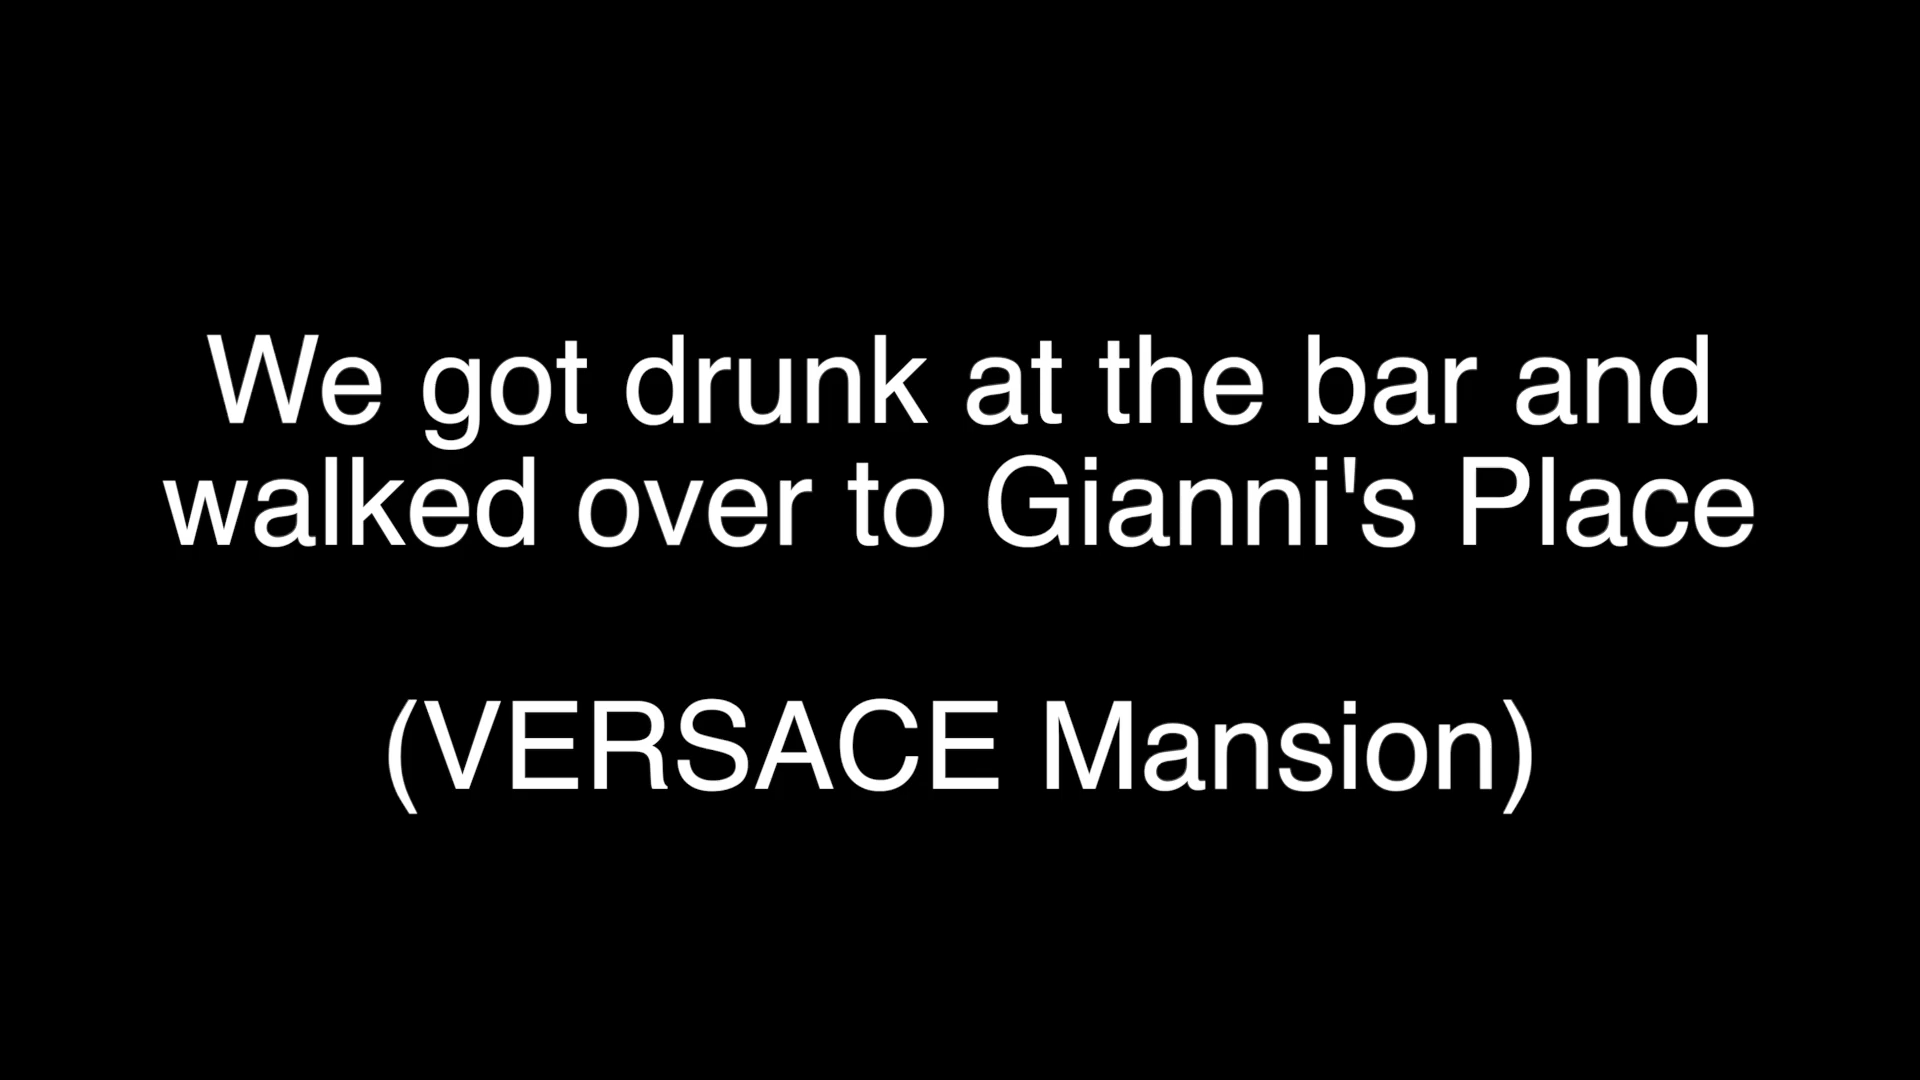 We got drunk at the bar and
walked over to Gianni's Place
(VERSACE Mansion)